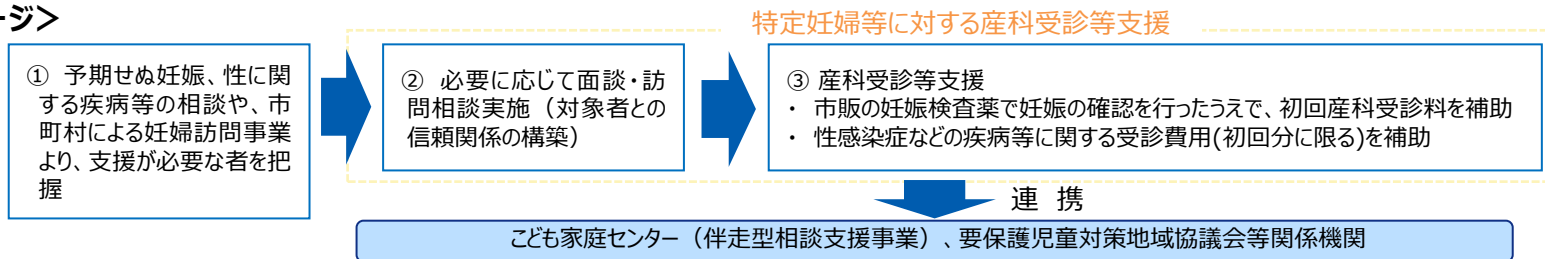 ージ＞
特定妊婦等に対する産科受診等支援
① 予期せぬ妊娠、性に関
する疾病等の相談や、市
町村による妊婦訪問事業
より、支援が必要な者を把
握
② 必要に応じて面談・訪
問相談実施（対象者との
信頼関係の構築）
③ 産科受診等支援
・ 市販の妊娠検査薬で妊娠の確認を行ったうえで、初回産科受診料を補助
・ 性感染症などの疾病等に関する受診費用(初回分に限る)を補助
連 携
こども家庭センター（伴走型相談支援事業）、要保護児童対策地域協議会等関係機関